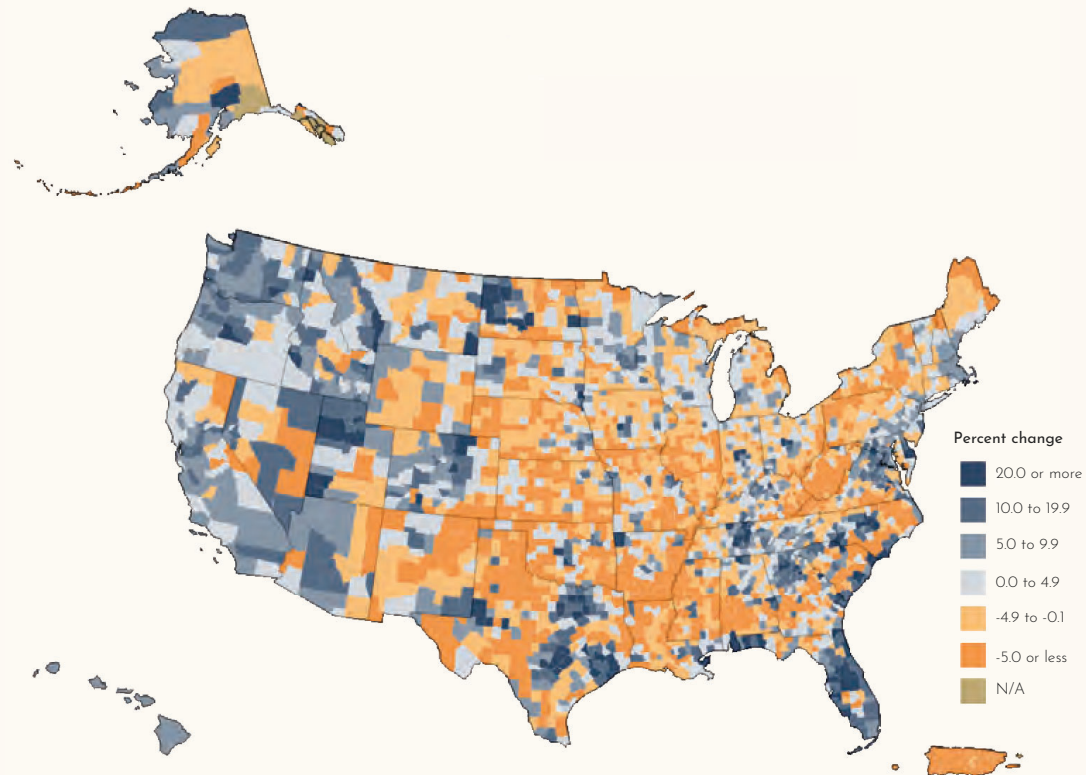 Percent change
20.0 or more
10.0 to 19.9
5.0 to 9.9
0.0 to 4.9
-4.9 to -0.1
-5.0 or less
N/A